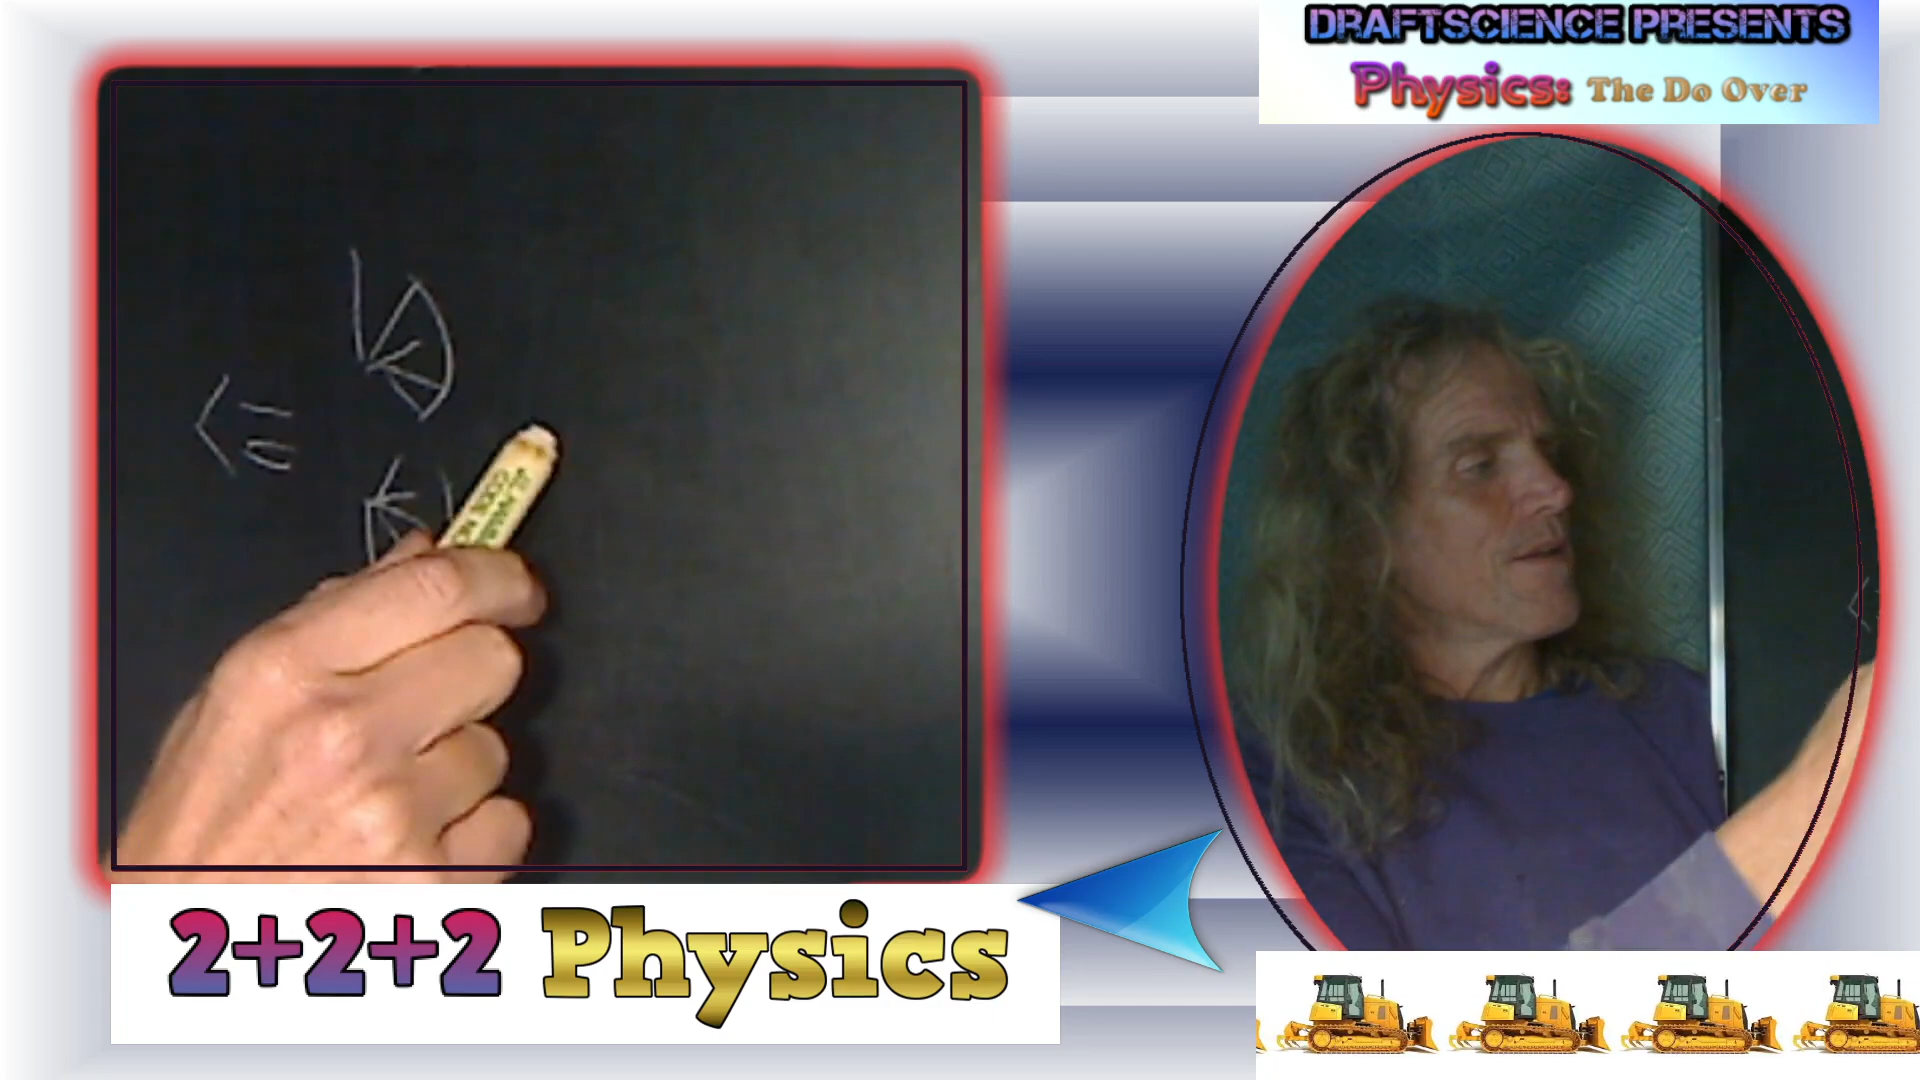 DRAFTSCIENCE PRESENTS
Physics: The Do Over
2+2+2 Physics